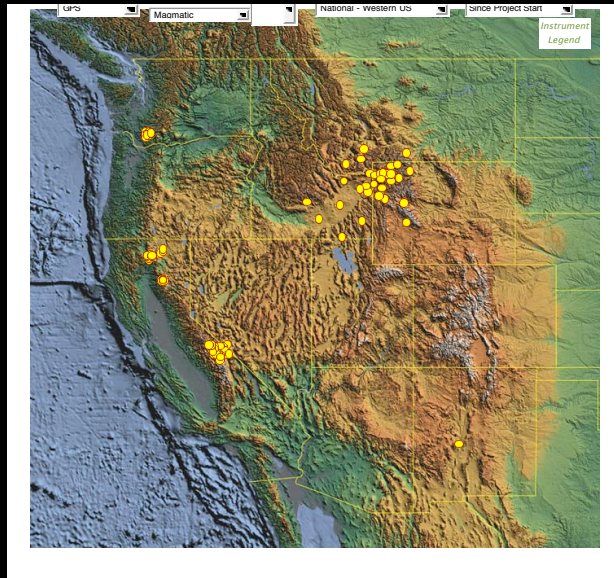 GPS
Magmatic
National - Western US
Since Project Start
Instrument
Legend